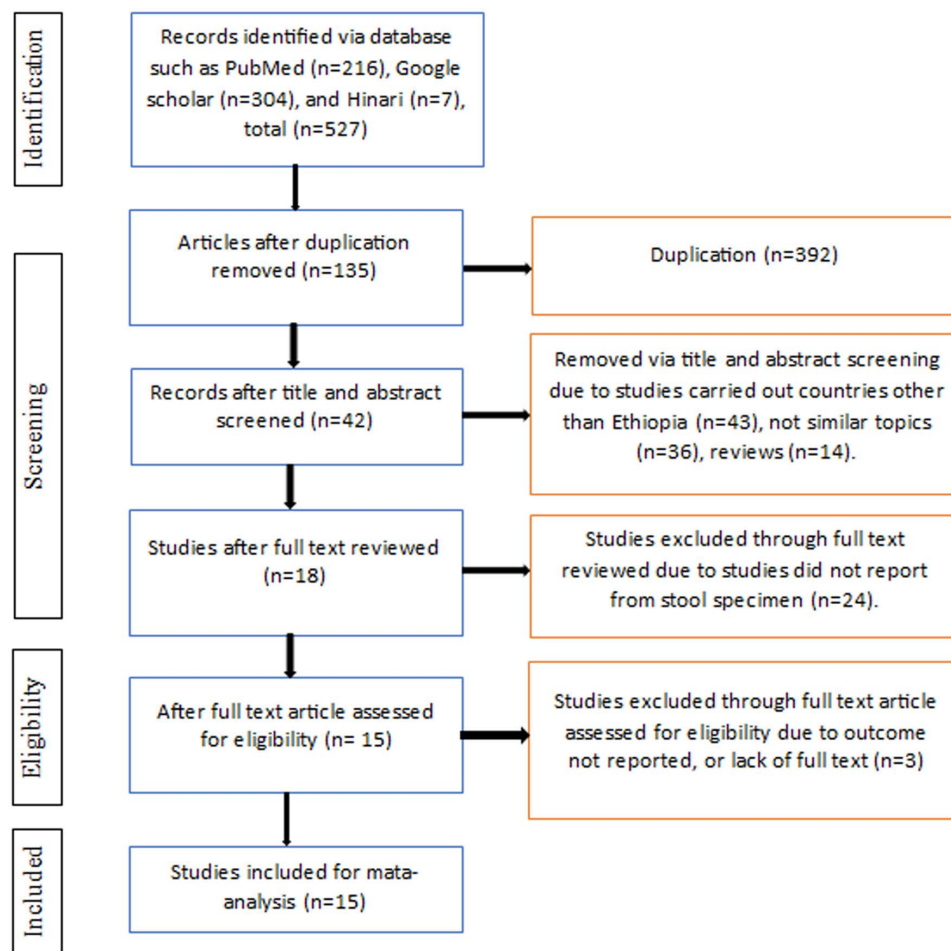 Identification
Records identified via database
such as PubMed (n=216), Google
scholar (n=304), and Hinari (n=7),
total (n=527)
Screening
Articles after duplication
removed (n=135)
Duplication (n=392)
Records after title and abstract
screened (n=42)
Removed via title and abstract screening
due to studies carried out countries other
than Ethiopia (n=43), not similar topics
(n=36), reviews (n=14).
Studies after full text reviewed
(n=18)
Studies excluded through full text
reviewed due to studies did not report
from stool specimen (n=24).
Eligibility
After full text article assessed
for eligibility (n= 15)
Studies excluded through full text article
assessed for eligibility due to outcome
not reported, or lack of full text (n=3)
Included
Studies included for mata-
analysis (n=15)